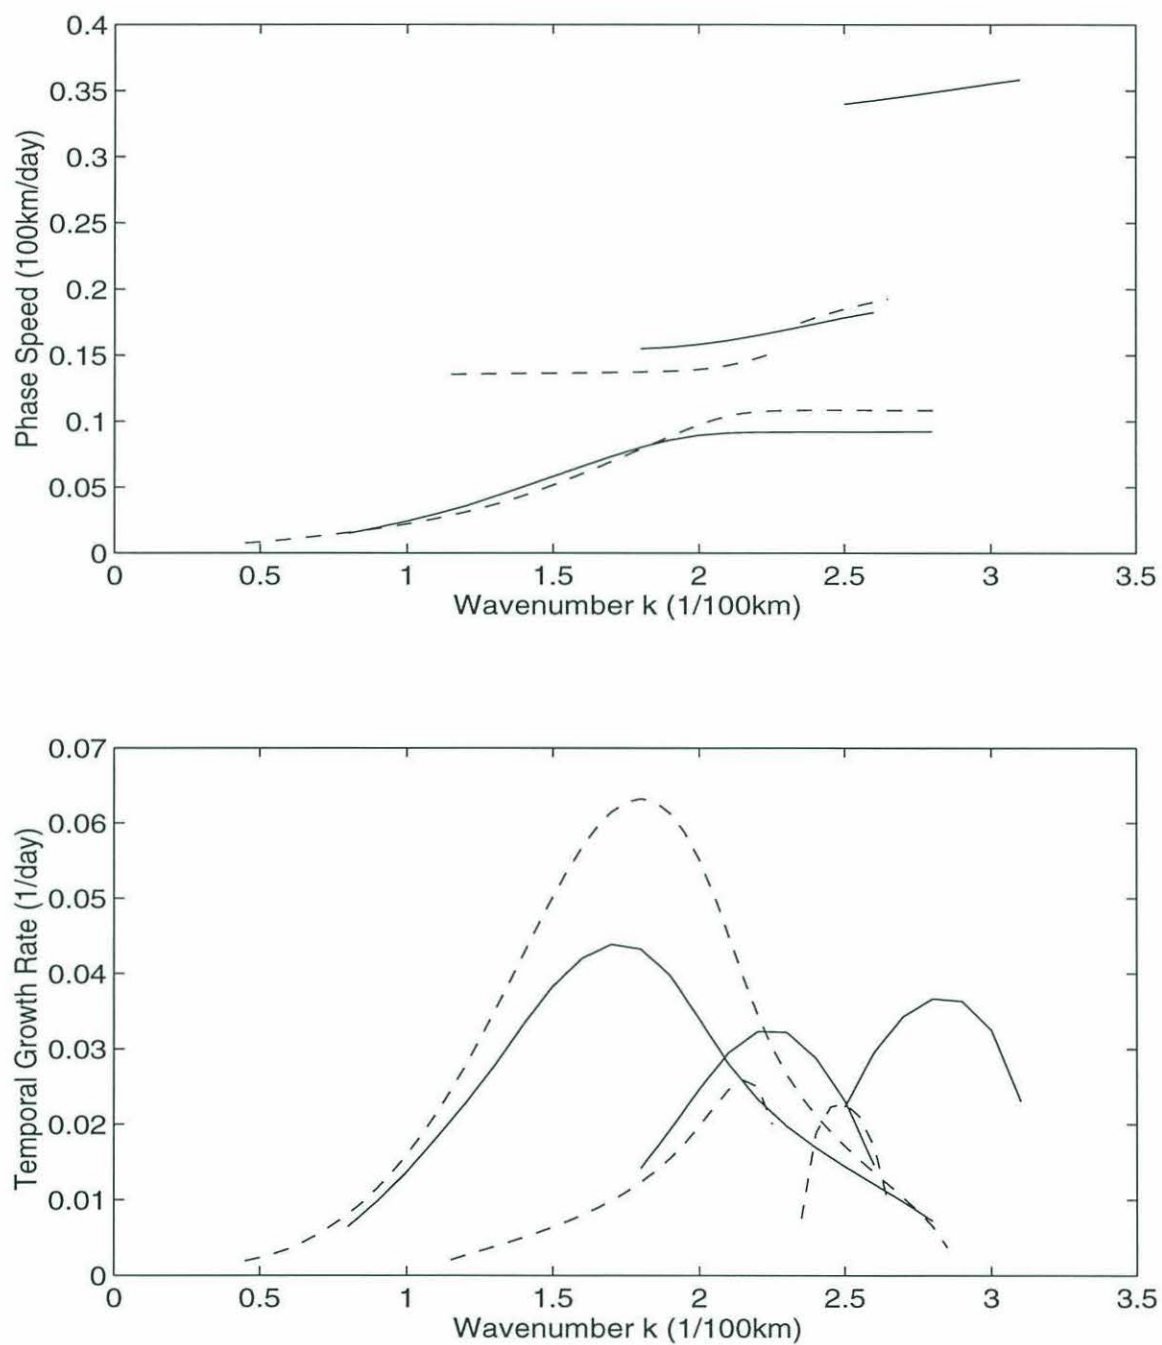 0.4
0.35
0.3
0.25
0.2
0.15
0.1
0.05
0
Phase Speed (100km/day)
0 0.5 1 1.5 2 2.5 3 3.5
Wavenumber k (1/100km)
0.07
0.06
0.05
0.04
0.03
0.02
0.01
0
Temporal Growth Rate (1/day)
0 0.5 1 1.5 2 2.5 3 3.5
Wavenumber k (1/100km)